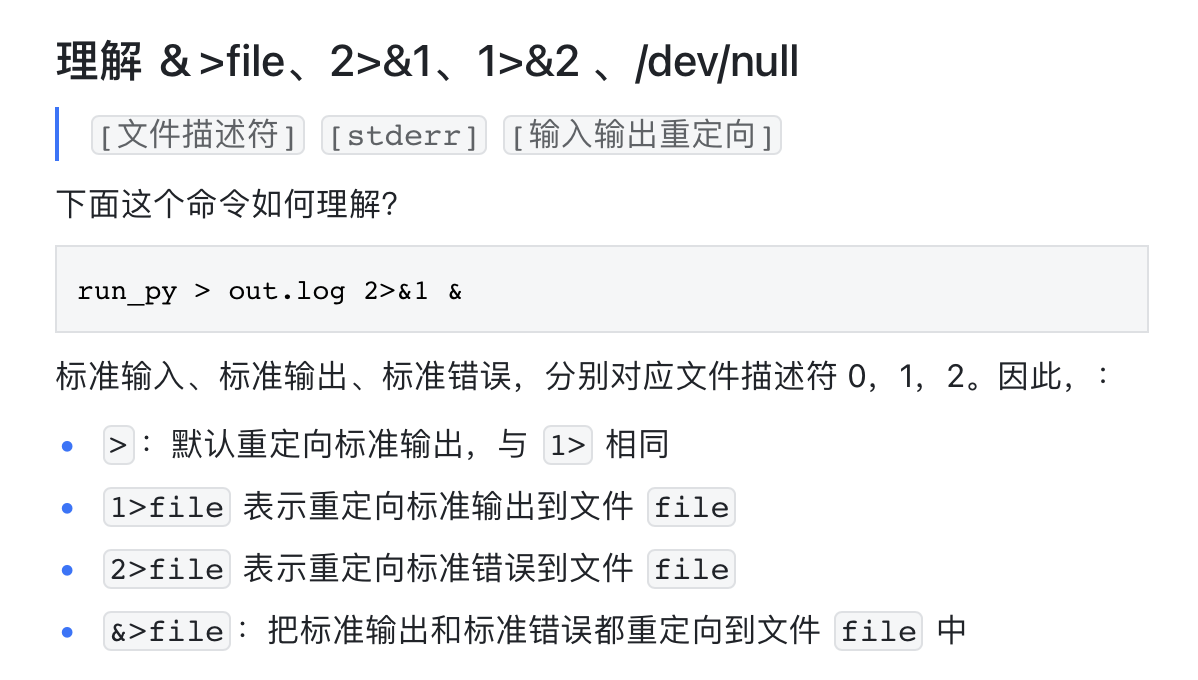 理解 & >file、2>&1、1>&2 、/dev/null
[文件描述符] [stderr] [输入输出重定向]
下面这个命令如何理解?
run_py > out.log 2>&1 &
标准输入、标准输出、标准错误，分别对应文件描述符 0，1，2。因此，：
• >： 默认重定向标准输出，与 1> 相同
• 1>file 表示重定向标准输出到文件 file
• 2>file 表示重定向标准错误到文件 file
• &>file： 把标准输出和标准错误都重定向到文件 file 中